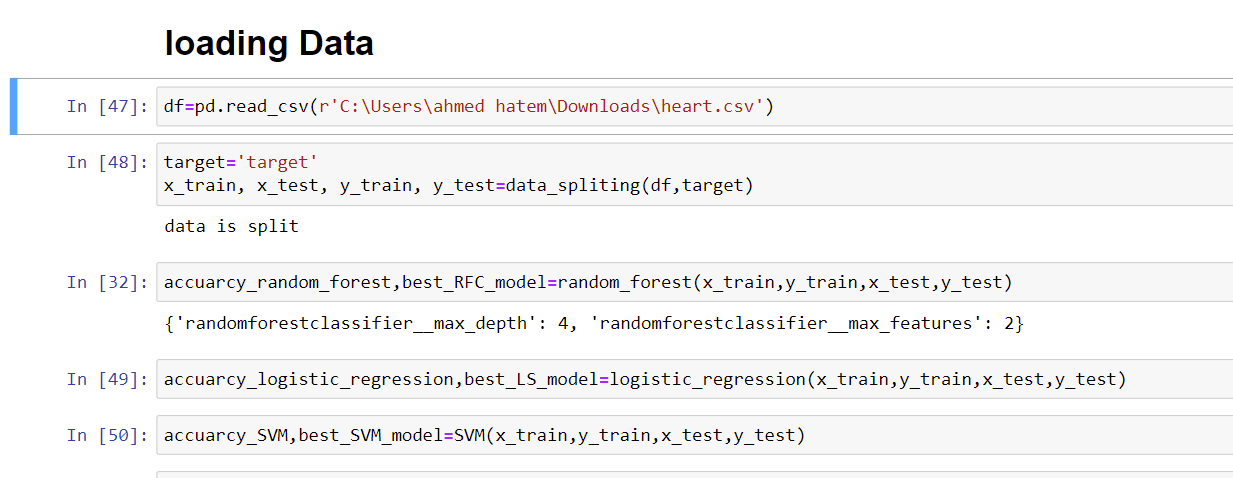 loading Data
In [47]: df=pd.read_csv(r'C:\Users\ahmed hatem\Downloads\heart.csv')
In [48]: target='target'
x_train, x_test, y_train, y_test=data_spliting(df,target)
data is split
In [32]: accuarcy_random_forest,best_RFC_model=random_forest(x_train,y_train,x_test,y_test)
{'randomforestclassifier__max_depth': 4, 'randomforestclassifier__max_features': 2}
In [49]: accuarcy_logistic_regression,best_LS_model=logistic_regression(x_train,y_train,x_test,y_test)
In [50]: accuarcy_SVM,best_SVM_model=SVM(x_train,y_train,x_test,y_test)